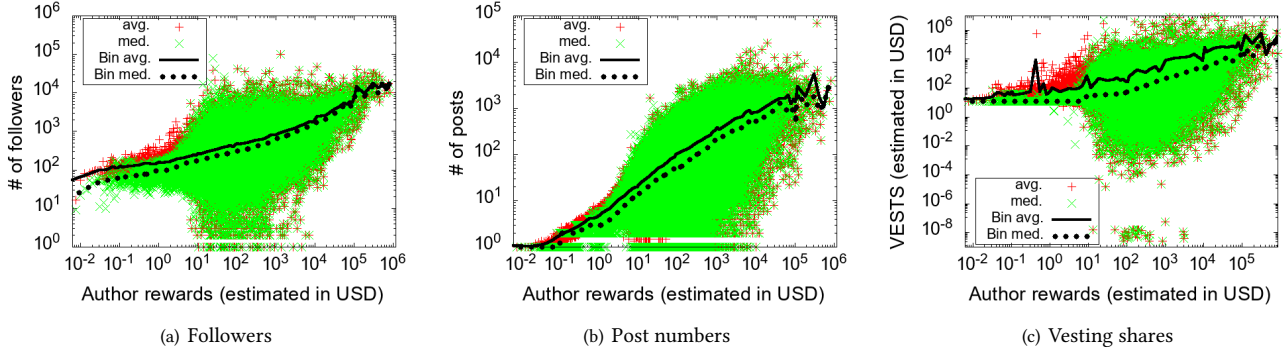 10^6
10^5
10^4
10^3
10^2
10^1
10^0
# of followers
avg.
med.
Bin avg.
Bin med.
10^-2 10^-1 10^0 10^1 10^2 10^3 10^4 10^5 10^6
Author rewards (estimated in USD)
(a) Followers
10^5
10^4
10^3
10^2
10^1
10^0
# of posts
avg.
med.
Bin avg.
Bin med.
10^-2 10^-1 10^0 10^1 10^2 10^3 10^4 10^5 10^6
Author rewards (estimated in USD)
(b) Post numbers
10^6
10^4
10^2
10^0
10^-2
10^-4
10^-6
10^-8
VESTS (estimated in USD)
avg.
med.
Bin avg.
Bin med.
10^-2 10^-1 10^0 10^1 10^2 10^3 10^4 10^5
Author rewards (estimated in USD)
(c) Vesting shares